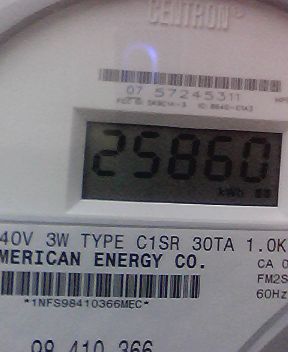 CENTRON®
07 57245311
25860
kWh
40V 3W TYPE C1SR 30TA 1.0K
MERICAN ENERGY CO.
CA 0
FM2S
60Hz
*1NFS98410366MEC*
98 410 366